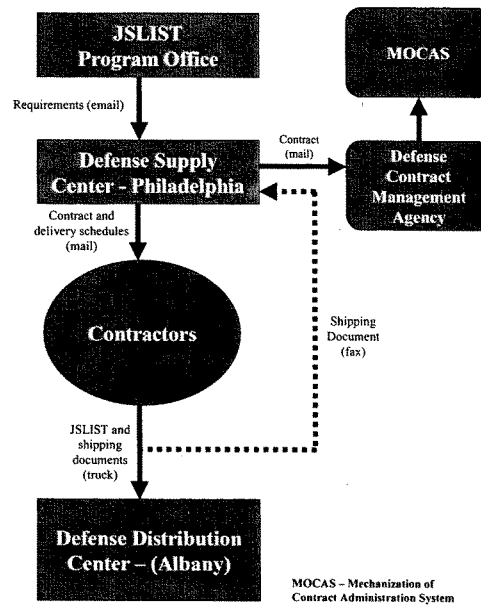 JSLIST
Program Office
MOCAS
Requirements (email)
Contract
(mail)
Defense Supply
Center - Philadelphia
Defense
Contract
Management
Agency
Contract and
delivery schedules
(mail)
Contractors
Shipping
Document
(fax)
JSLIST and
shipping
documents
(truck)
Defense Distribution
Center – (Albany)
MOCAS – Mechanization of
Contract Administration System